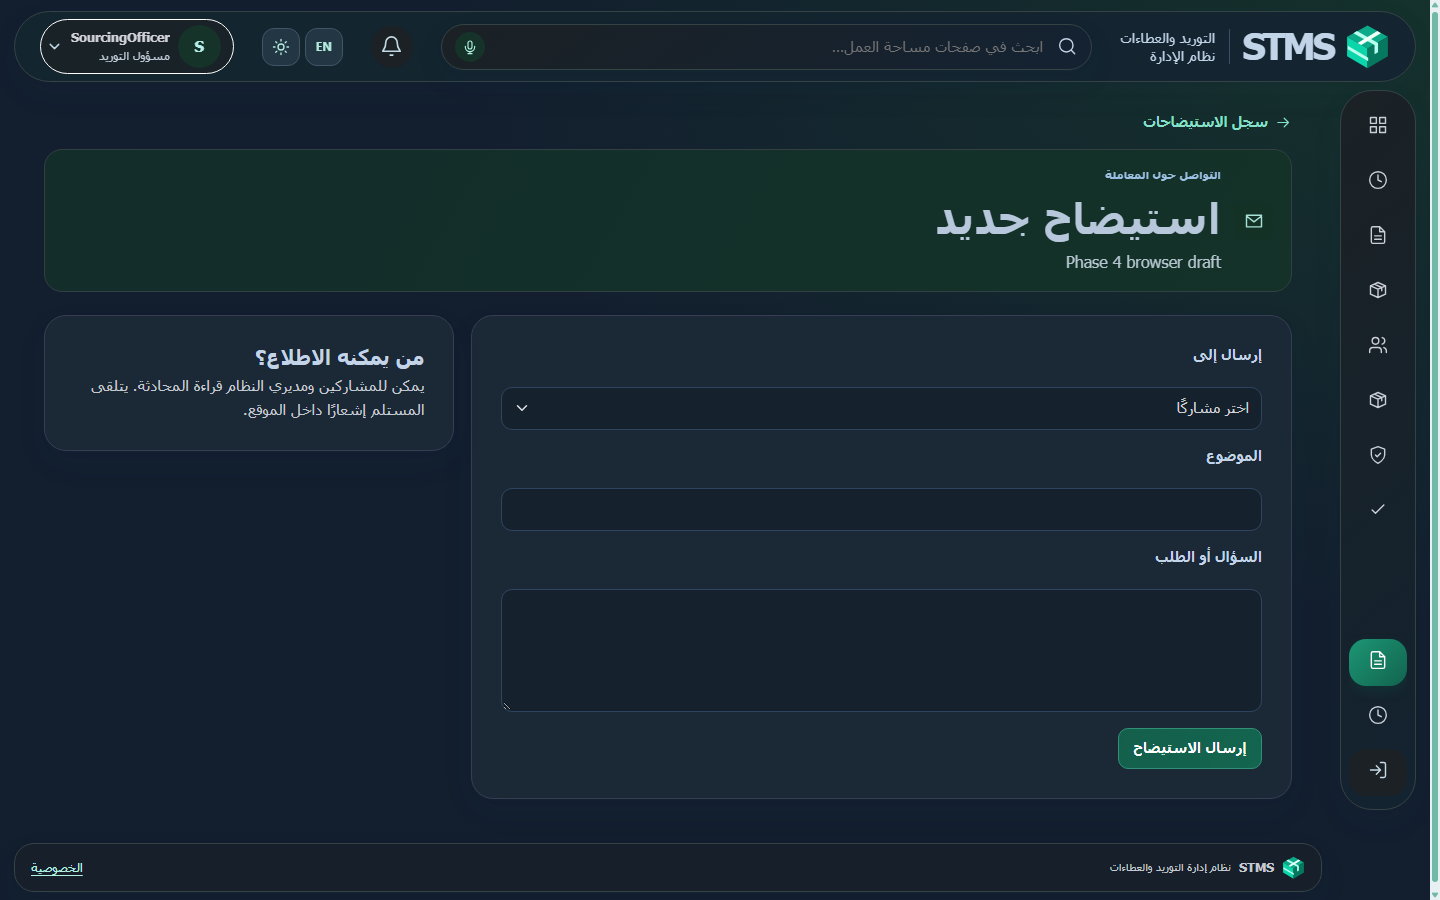 STMS
التوريد والعطاءات
نظام الإدارة
ابحث في صفحات مساحة العمل...
EN
S
SourcingOfficer
مسؤول التوريد
سجل الاستيضاحات
التواصل حول المعاملة
استيضاح جديد
Phase 4 browser draft
إرسال إلى
اختر مشاركًا
الموضوع
السؤال أو الطلب
إرسال الاستيضاح
من يمكنه الاطلاع؟
يمكن للمشاركين ومديري النظام قراءة المحادثة. يتلقى
المستلم إشعارًا داخل الموقع.
STMS نظام إدارة التوريد والعطاءات
الخصوصية